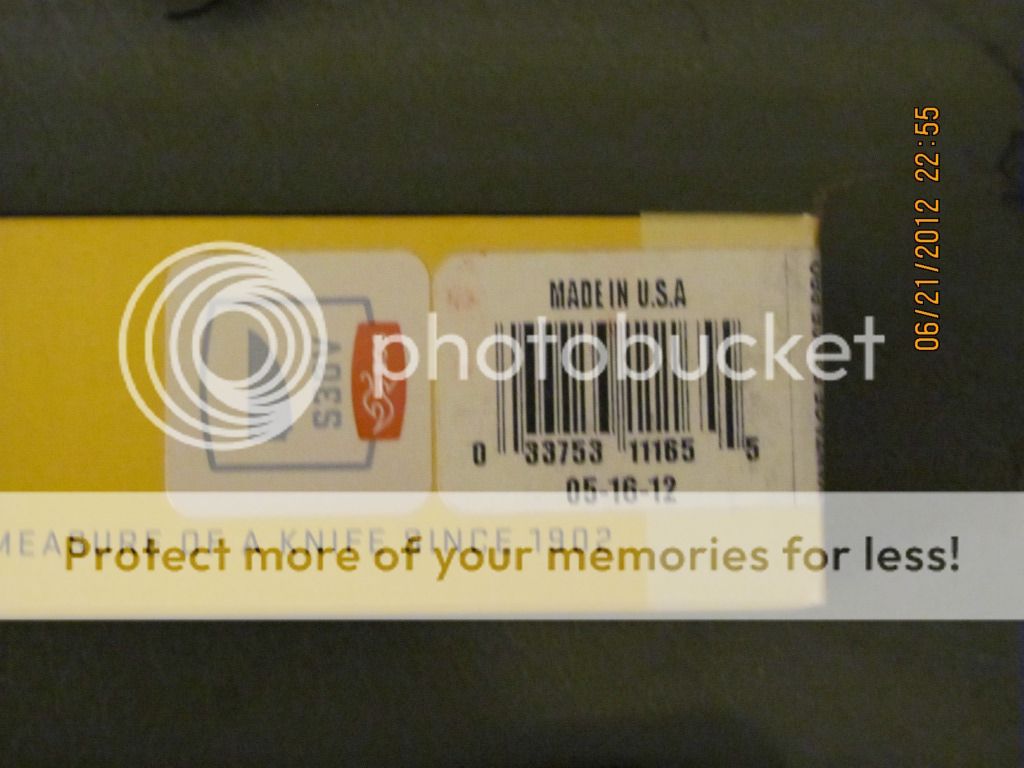 06/21/2012 22:55
MADE IN U.S.A
S30V
photobucket
0 33753 11165 5
05-16-12
MEASURE OF A KNIFE SINCE 1902
Protect more of your memories for less!